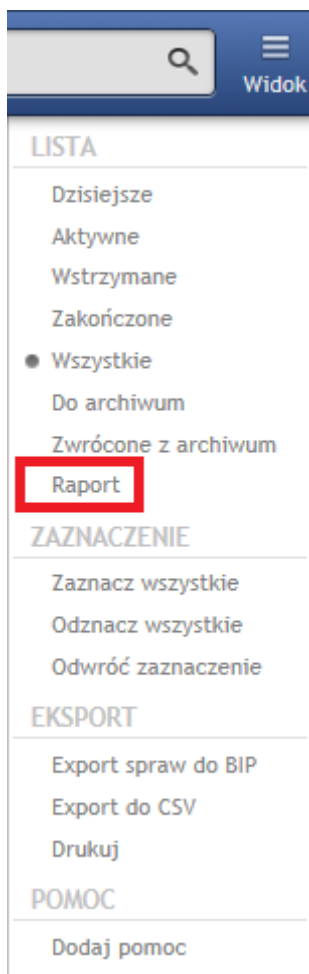 Widok
LISTA
Dzisiejsze
Aktywne
Wstrzymane
Zakończone
Wszystkie
Do archiwum
Zwrócone z archiwum
Raport
ZAZNACZENIE
Zaznacz wszystkie
Odznacz wszystkie
Odwróć zaznaczenie
EKSPORT
Export spraw do BIP
Export do CSV
Drukuj
POMOC
Dodaj pomoc